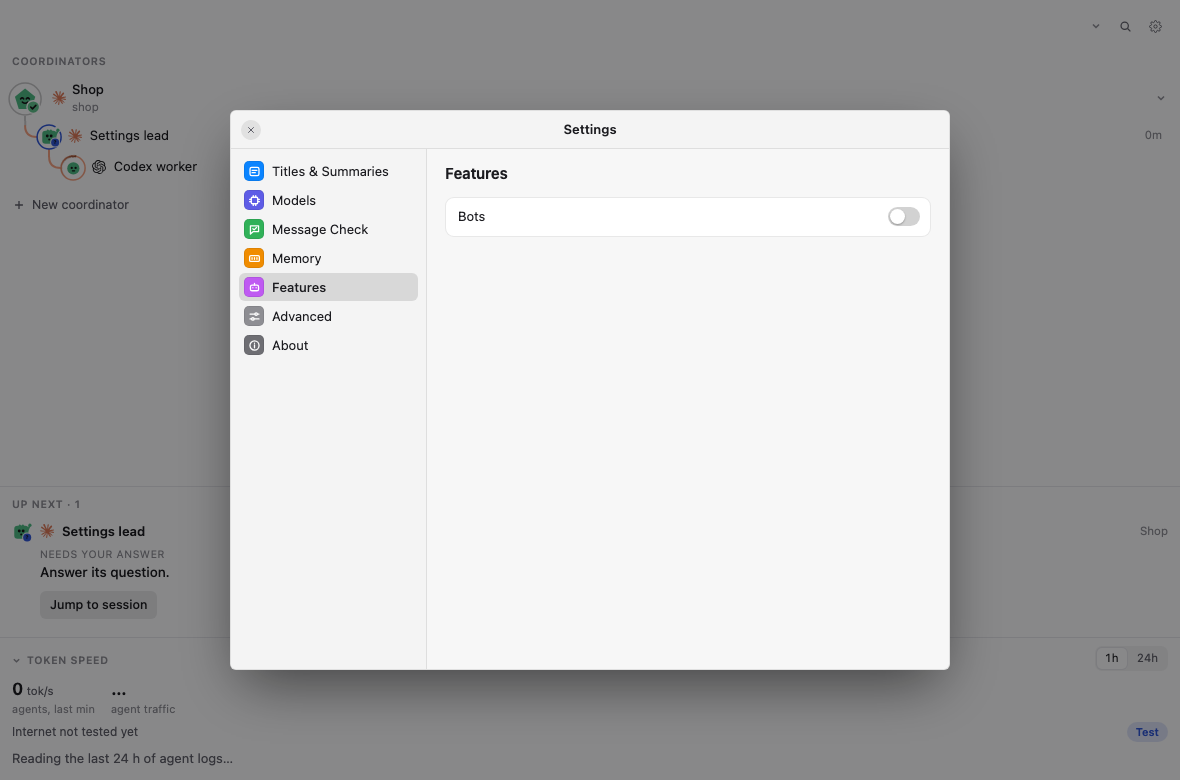 COORDINATORS
Shop
shop
Settings lead
0m
Codex worker
New coordinator
Settings
Titles & Summaries
Models
Message Check
Memory
Features
Advanced
About
Features
Bots
UP NEXT · 1
Settings lead
Shop
NEEDS YOUR ANSWER
Answer its question.
Jump to session
TOKEN SPEED
1h 24h
0 tok/s ...
agents, last min agent traffic
Internet not tested yet
Test
Reading the last 24 h of agent logs...